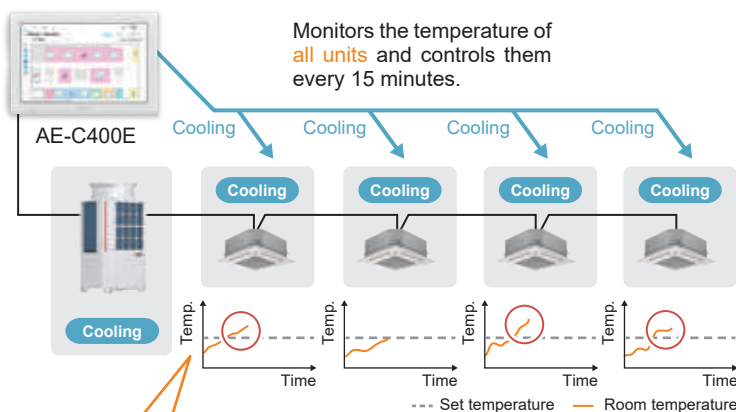 Monitors the temperature of
all units and controls them
every 15 minutes.
AE-C400E
Cooling Cooling Cooling Cooling
Cooling Cooling Cooling Cooling
Cooling
Temp. Temp. Temp. Temp.
Time Time Time Time
Set temperature Room temperature